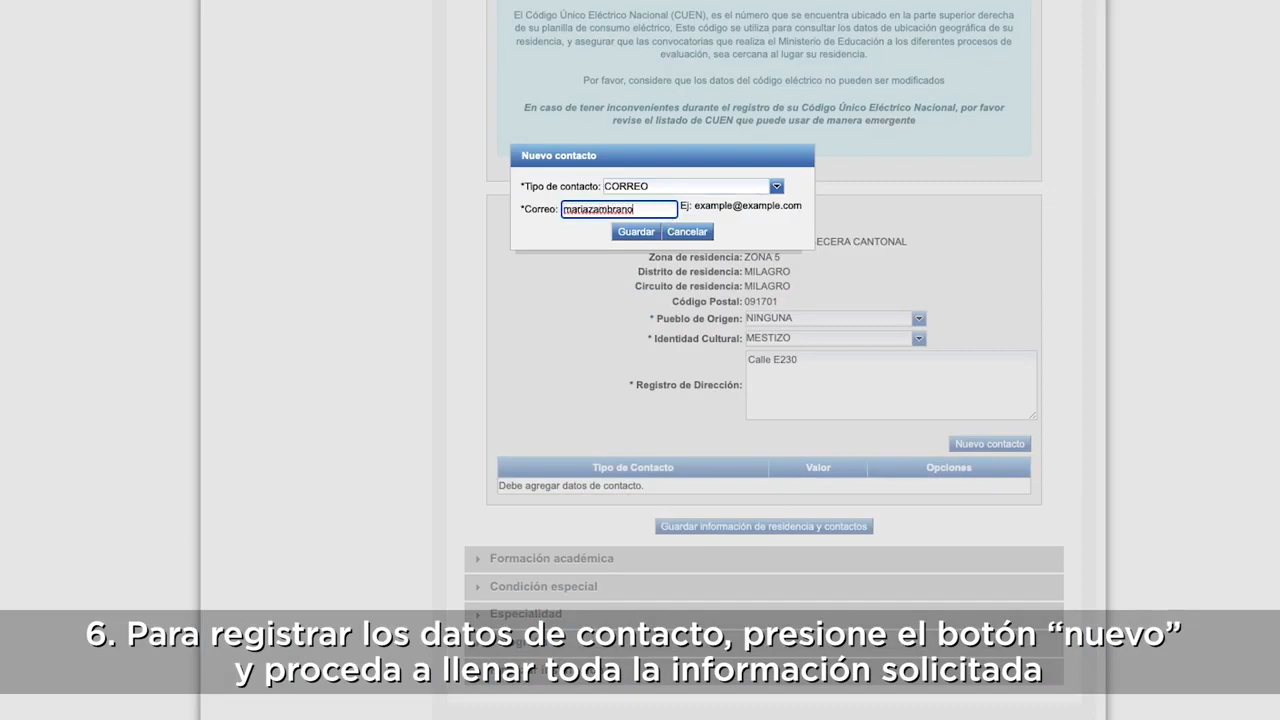 El Código Único Eléctrico Nacional (CUEN), es el número que se encuentra ubicado en la parte superior derecha
de su planilla de consumo eléctrico, Este código se utiliza para consultar los datos de ubicación geográfica de
su residencia, y asegurar que las convocatorias que realiza el Ministerio de Educación a los diferentes procesos de
evaluación, sea cercana al lugar su residencia.
Por favor, considere que los datos del código eléctrico no pueden ser modificados
En caso de tener inconvenientes durante el registro de su Código Único Eléctrico Nacional, por favor
revise el listado de CUEN que puede usar de manera emergente
Nuevo contacto
*Tipo de contacto: CORREO
*Correo: mariazambrano Ej: example@example.com
Guardar Cancelar
ECERA CANTONAL
Zona de residencia: ZONA 5
Distrito de residencia: MILAGRO
Circuito de residencia: MILAGRO
Código Postal: 091701
* Pueblo de Origen: NINGUNA
* Identidad Cultural: MESTIZO
Calle E230
* Registro de Dirección:
Nuevo contacto
Tipo de Contacto Valor Opciones
Debe agregar datos de contacto.
Guardar información de residencia y contactos
Formación académica
Condición especial
Especialidad
6. Para registrar los datos de contacto, presione el botón “nuevo”
y proceda a llenar toda la información solicitada